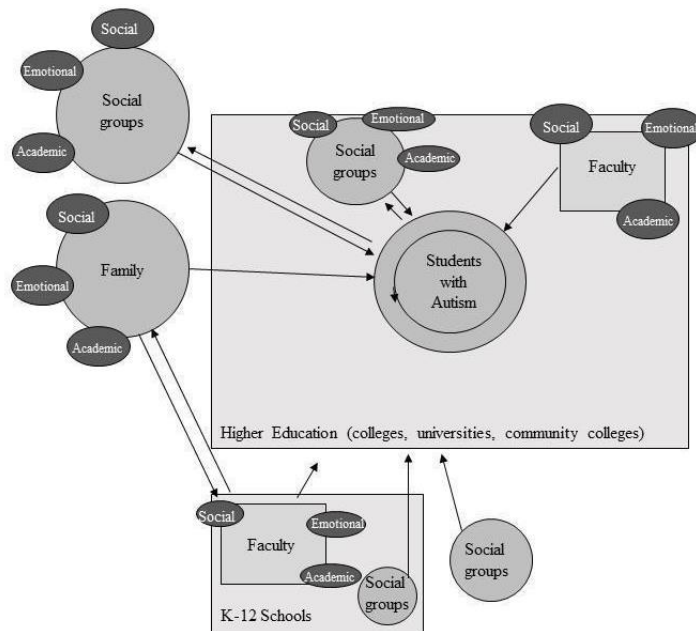 Social
Emotional
Social
groups
Academic
Social
Emotional
Social
groups
Academic
Social
Emotional
Faculty
Academic
Social
Family
Emotional
Academic
Students
with
Autism
Higher Education (colleges, universities, community colleges)
Social
Emotional
Faculty
Academic
Social
groups
K-12 Schools
Social
groups